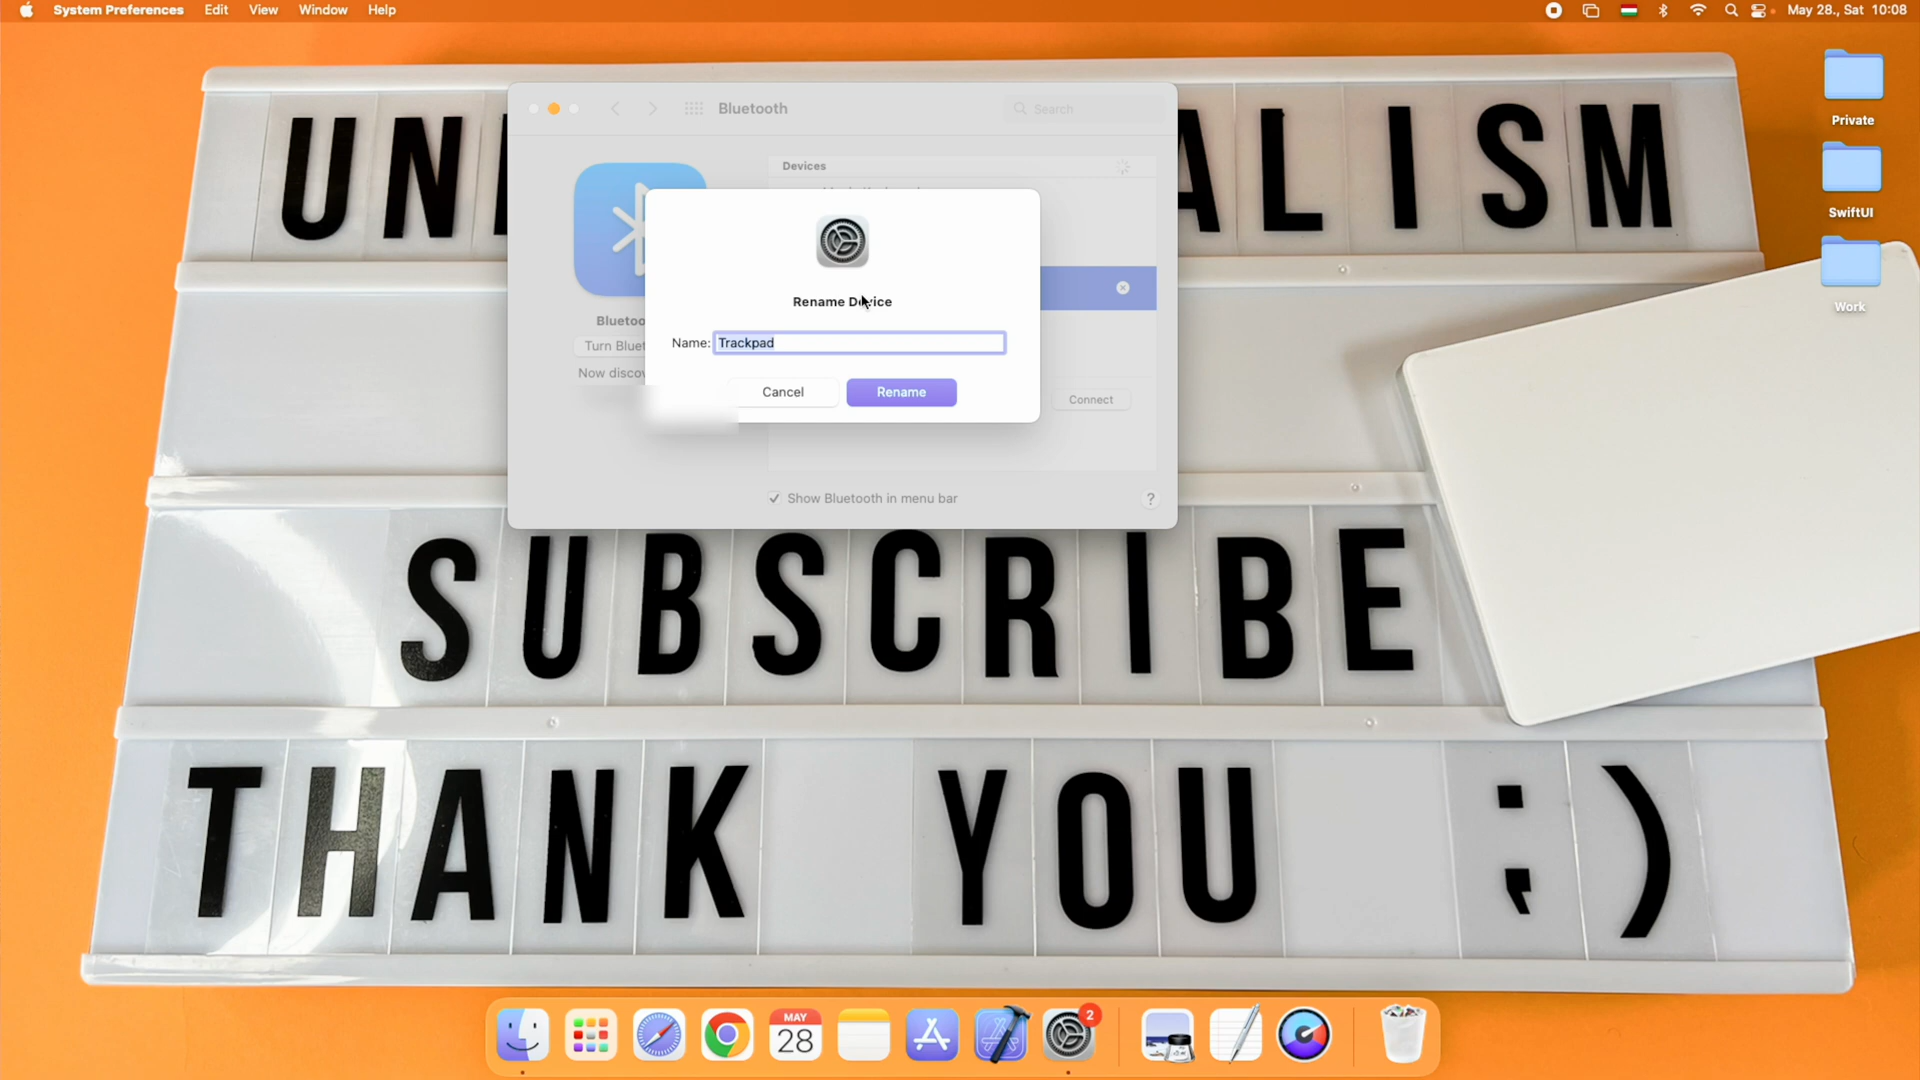 System Preferences Edit View Window Help
May 28., Sat 10:08
Bluetooth
Search
Private
Devices
SwiftUI
Rename Device
Work
Name: Trackpad
Cancel
Rename
Connect
Show Bluetooth in menu bar
?
ALISM
SUBSCRIBE
THANK YOU ;)
MAY
28
2